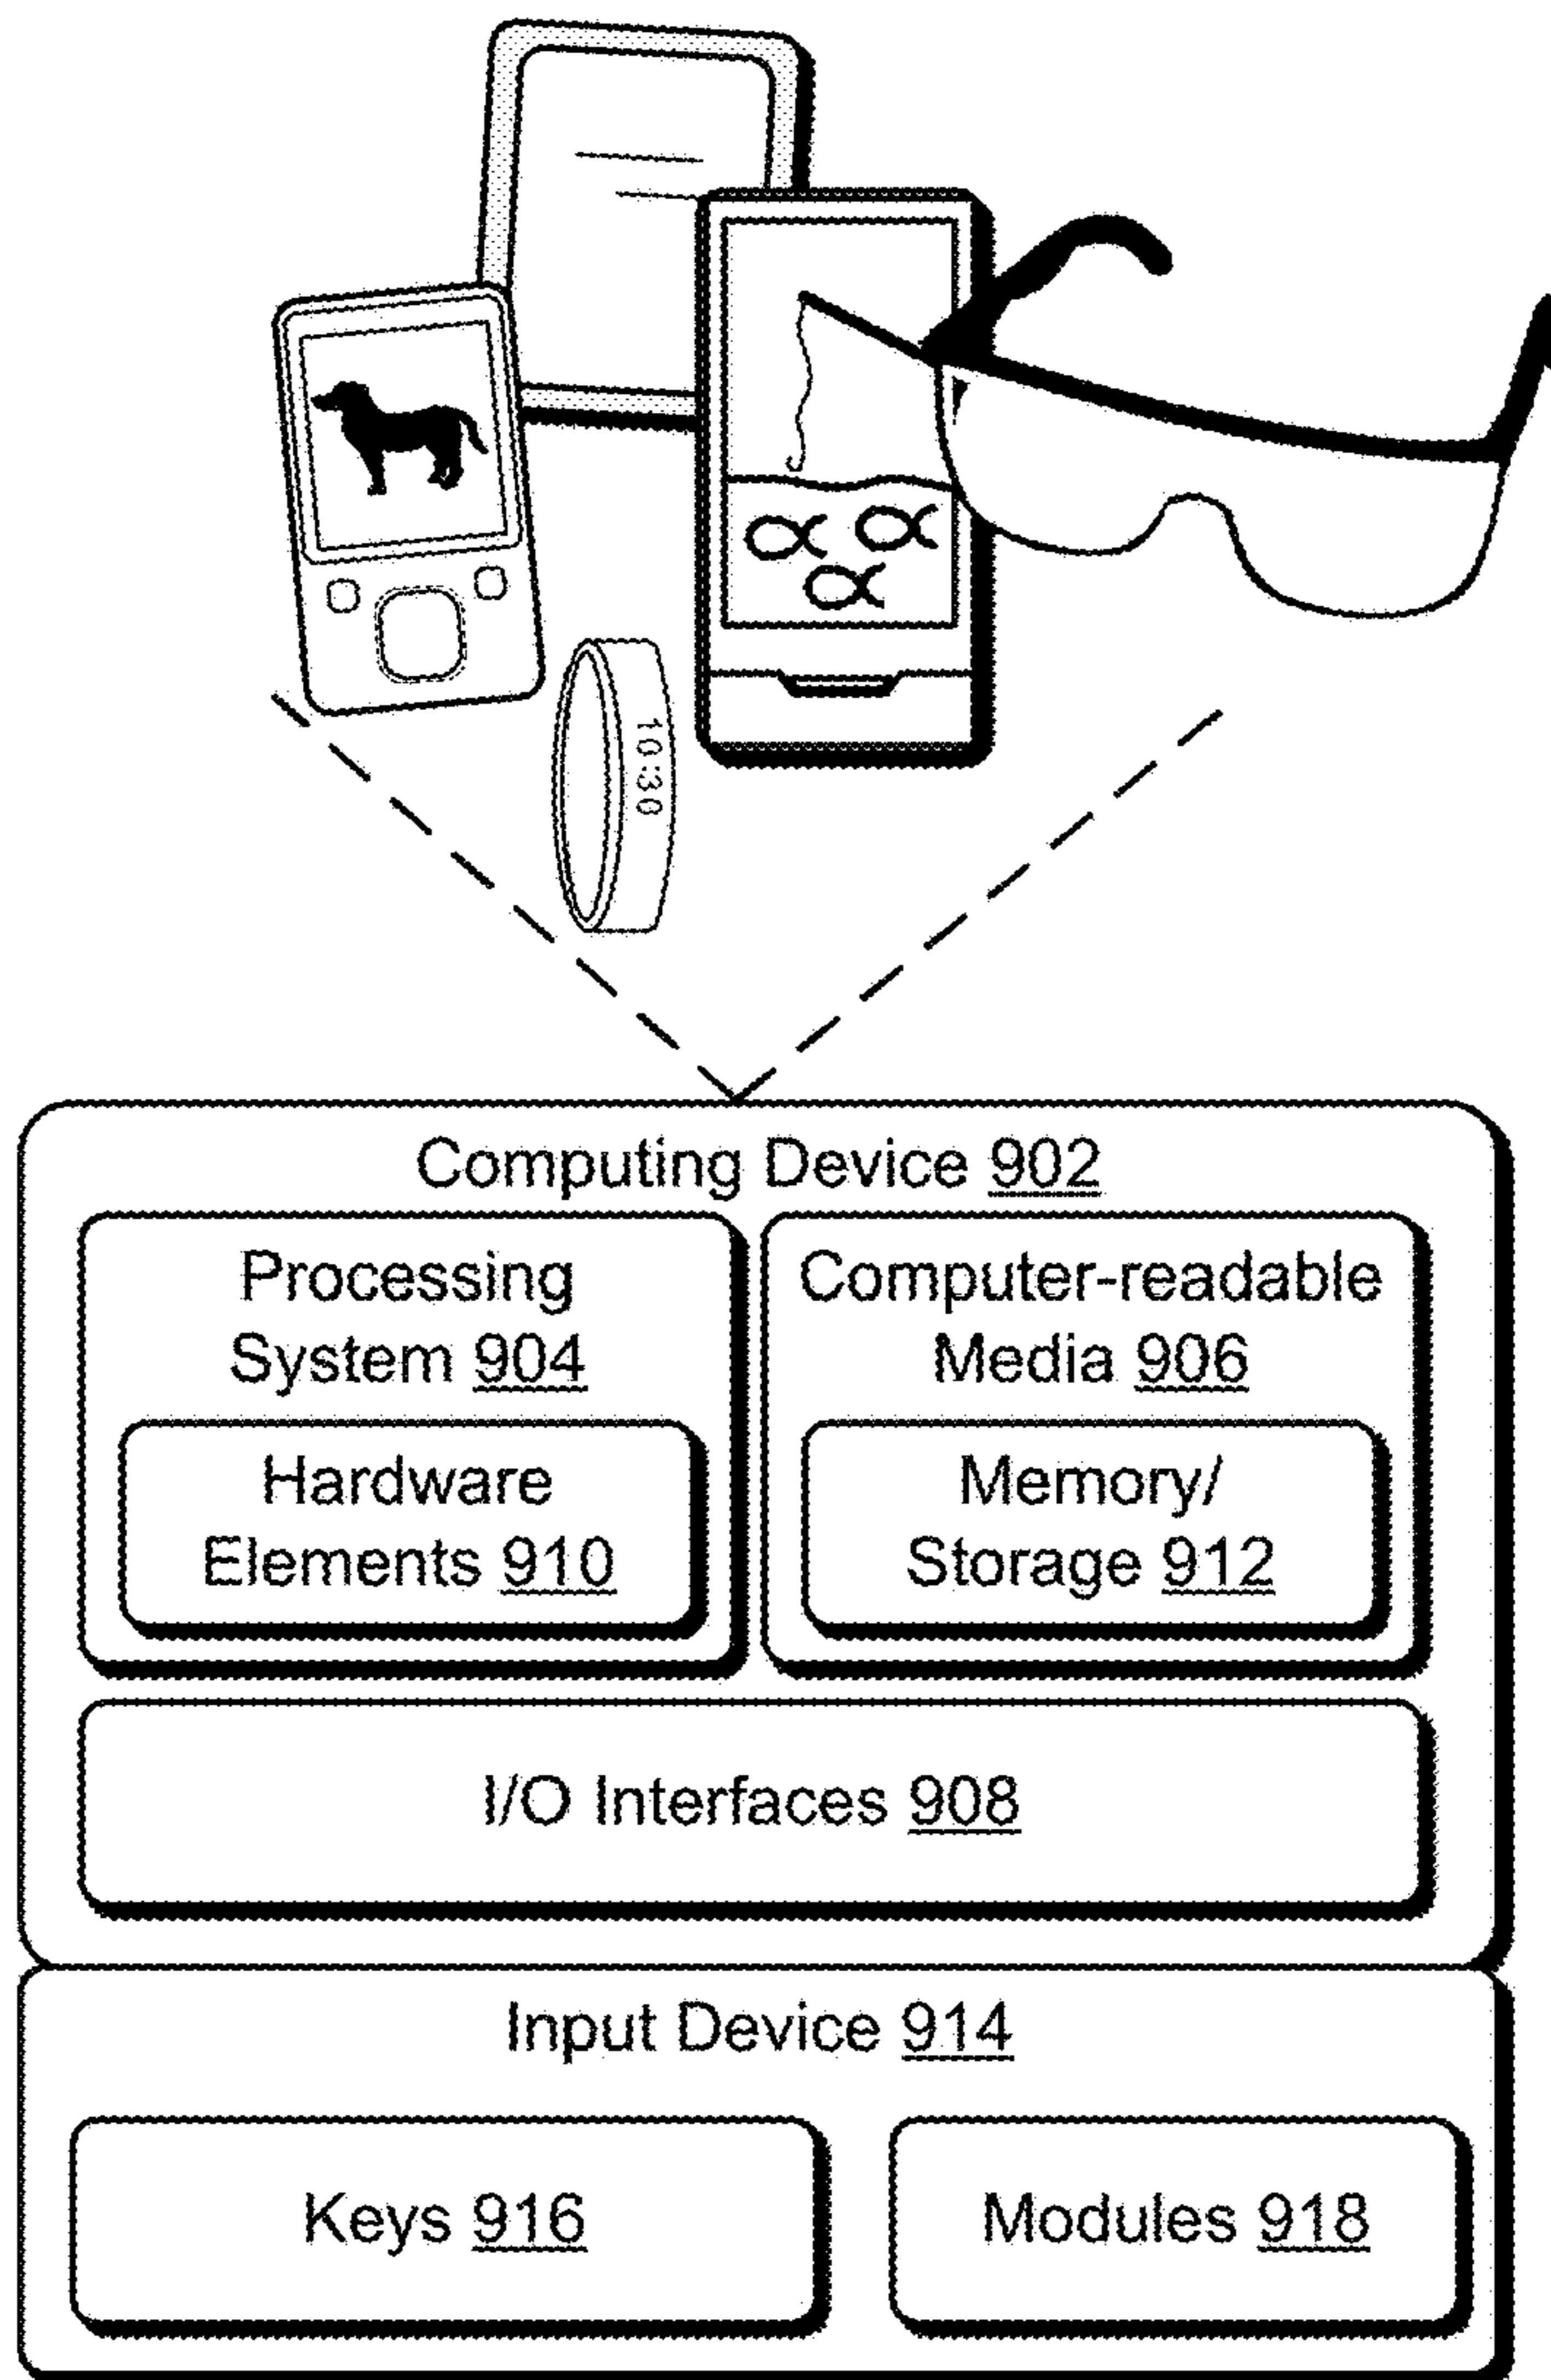 10:30
Computing Device 902
Processing
System 904
Computer-readable
Media 906
Hardware
Elements 910
Memory/
Storage 912
I/O Interfaces 908
Input Device 914
Keys 916
Modules 918